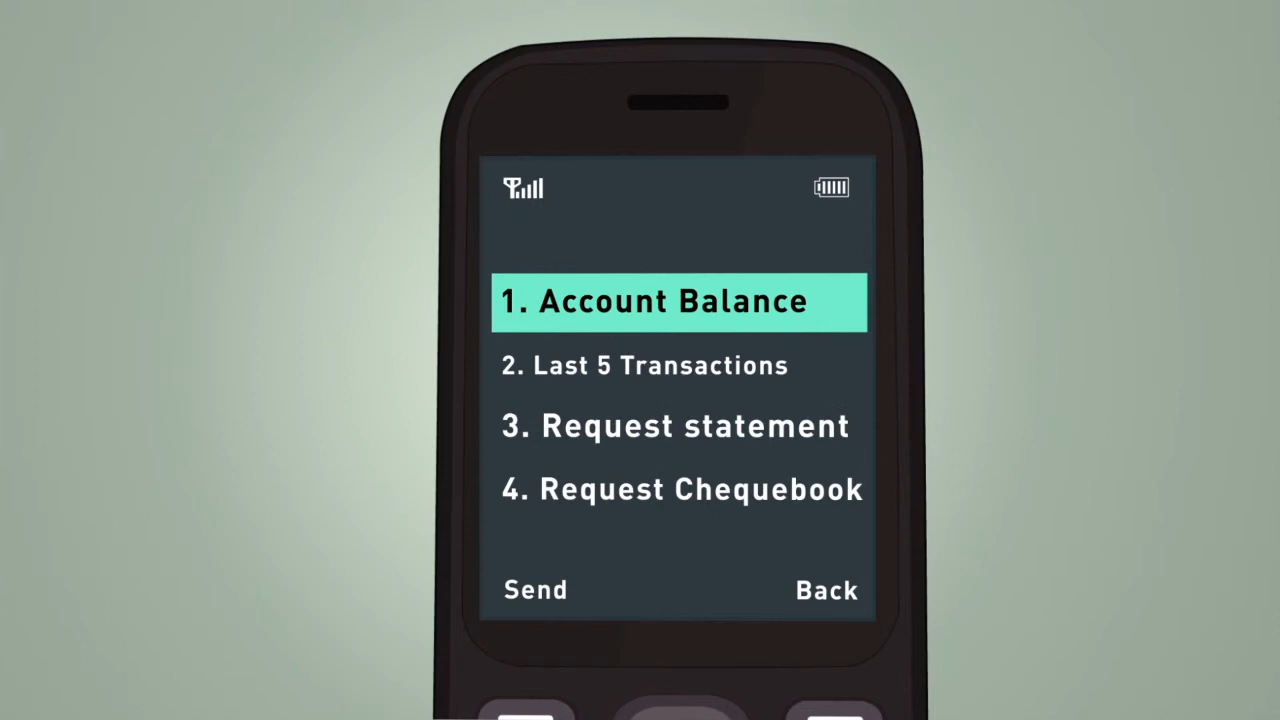 1. Account Balance
2. Last 5 Transactions
3. Request statement
4. Request Chequebook
Send Back